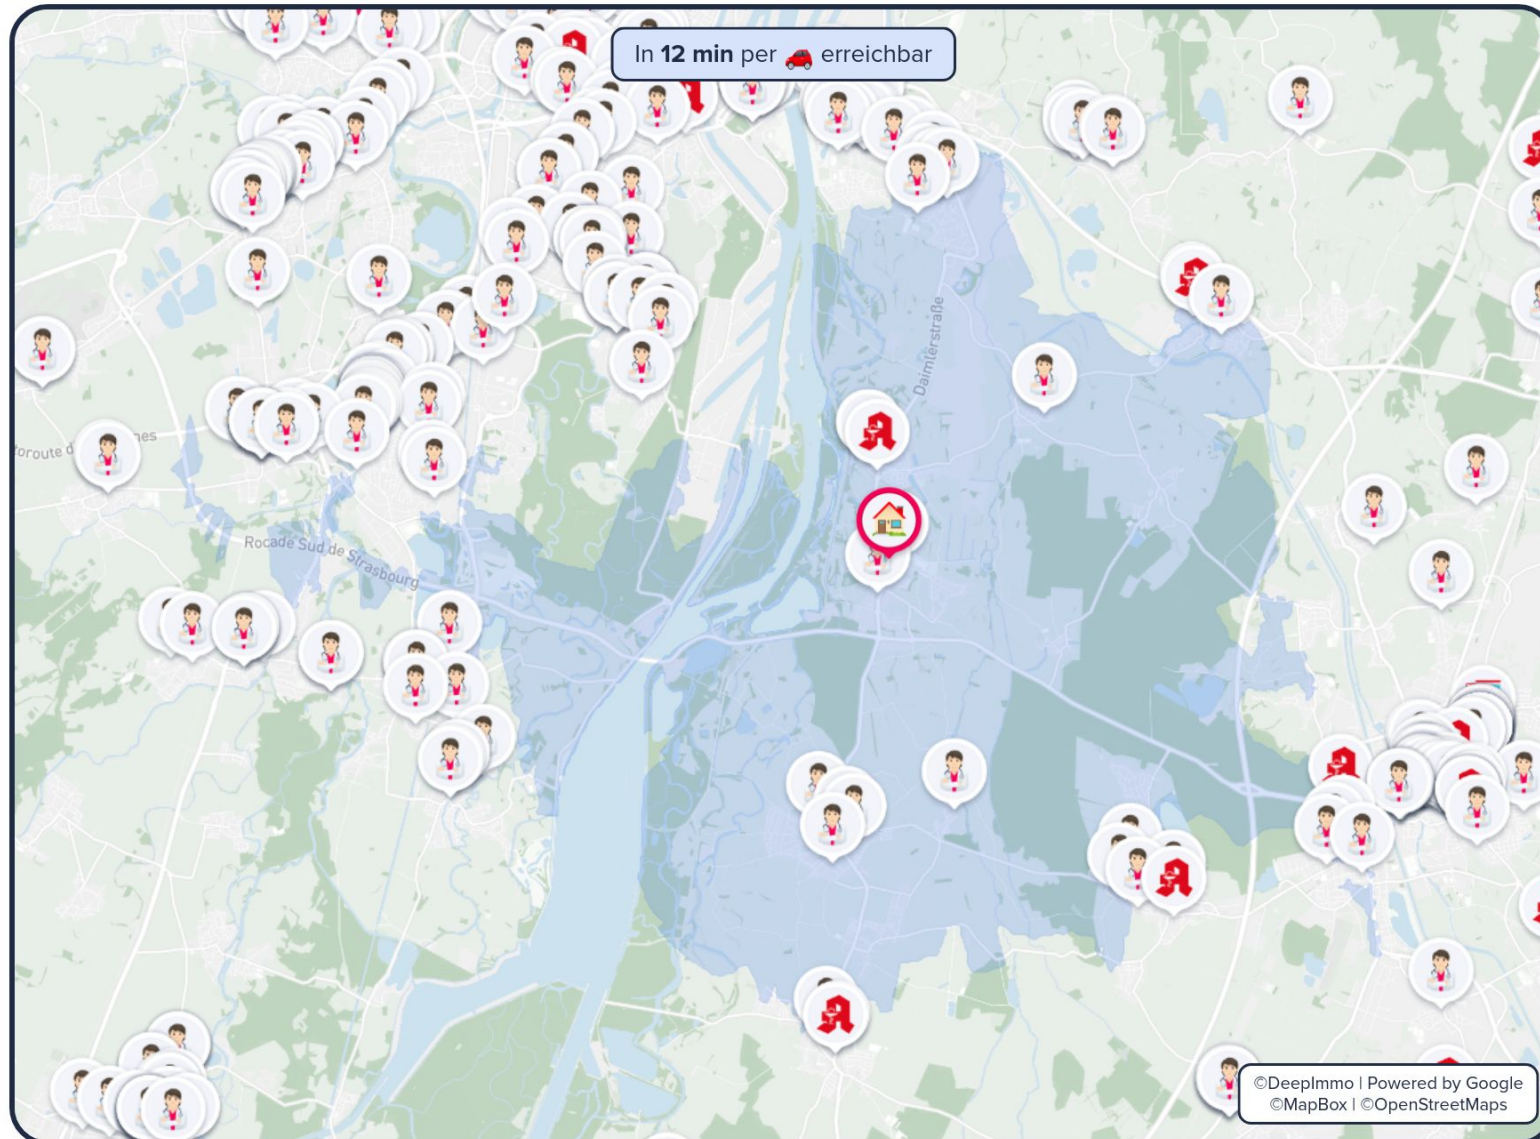 In 12 min per erreichbar
Daimlerstraße
Rocade Sud de Strasbourg
©DeepImmo | Powered by Google
©MapBox | ©OpenStreetMaps